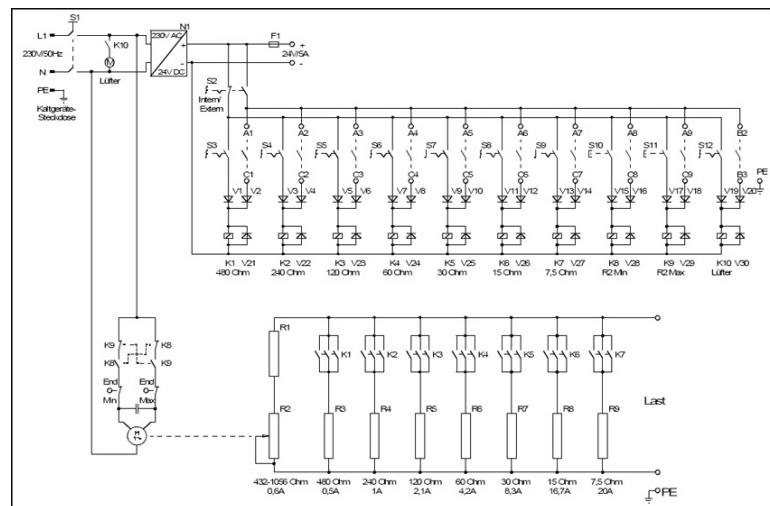 S1
L1
230V/50Hz
N
PE
Kaltgeräte-
Steckdose
K10
M
Lüfter
N1
230V AC
+
-
24V DC
F1
+
24V/5A
-
S2
Intern/
Extern
A1 A2 A3 A4 A5 A6 A7 A8 A9 B2
S3 S4 S5 S6 S7 S8 S9 S10 S11 S12
C1 C2 C3 C4 C5 C6 C7 C8 C9 B3
PE
V1 V2 V3 V4 V5 V6 V7 V8 V9 V10 V11 V12 V13 V14 V15 V16 V17 V18 V19 V20
K1 V21 K2 V22 K3 V23 K4 V24 K5 V25 K6 V26 K7 V27 K8 V28 K9 V29 K10 V30
480 Ohm 240 Ohm 120 Ohm 60 Ohm 30 Ohm 15 Ohm 7,5 Ohm R2 Min R2 Max Lüfter
K9 K8
K8 K9
End End
Min Max
M
1~
R1
K1 K2 K3 K4 K5 K6 K7
Last
R2 R3 R4 R5 R6 R7 R8 R9
432-1056 Ohm 480 Ohm 240 Ohm 120 Ohm 60 Ohm 30 Ohm 15 Ohm 7,5 Ohm
0,6A 0,5A 1A 2,1A 4,2A 8,3A 16,7A 20A
PE